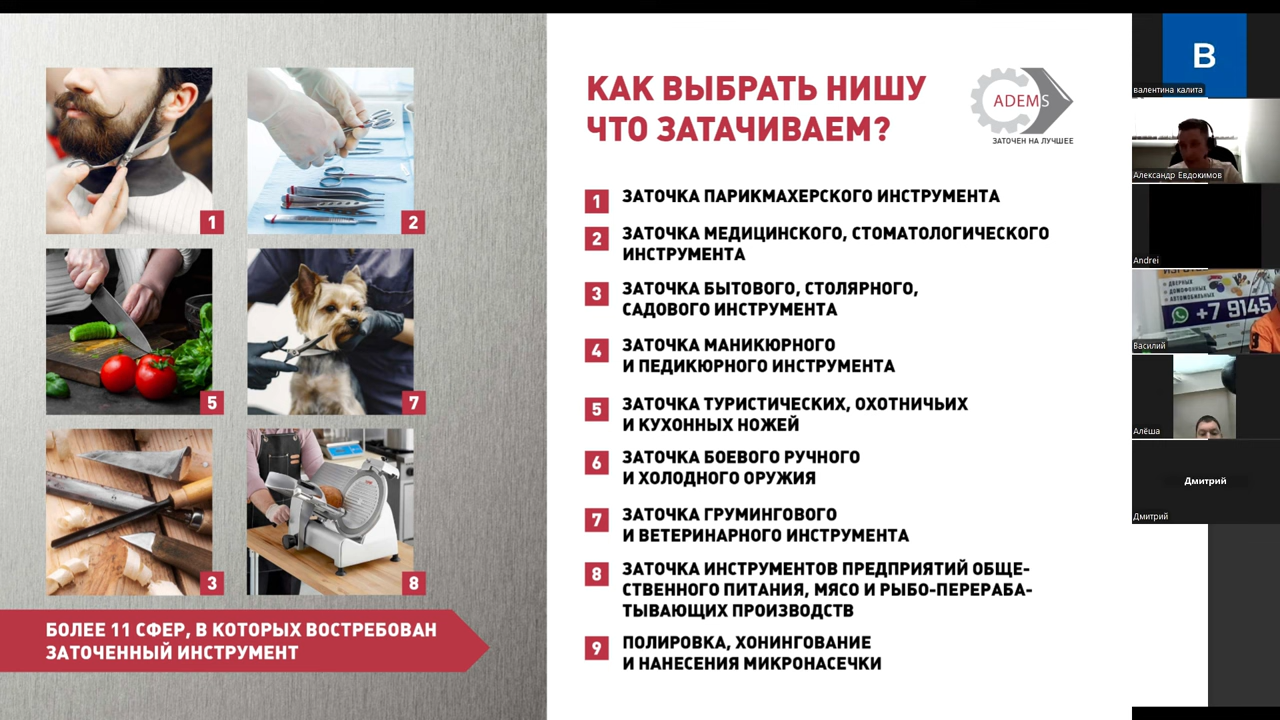 КАК ВЫБРАТЬ НИШУ
ЧТО ЗАТАЧИВАЕМ?
ADEMS
ЗАТОЧЕН НА ЛУЧШЕЕ
1 ЗАТОЧКА ПАРИКМАХЕРСКОГО ИНСТРУМЕНТА
2 ЗАТОЧКА МЕДИЦИНСКОГО, СТОМАТОЛОГИЧЕСКОГО
ИНСТРУМЕНТА
3 ЗАТОЧКА БЫТОВОГО, СТОЛЯРНОГО,
САДОВОГО ИНСТРУМЕНТА
4 ЗАТОЧКА МАНИКЮРНОГО
И ПЕДИКЮРНОГО ИНСТРУМЕНТА
5 ЗАТОЧКА ТУРИСТИЧЕСКИХ, ОХОТНИЧЬИХ
И КУХОННЫХ НОЖЕЙ
6 ЗАТОЧКА БОЕВОГО РУЧНОГО
И ХОЛОДНОГО ОРУЖИЯ
7 ЗАТОЧКА ГРУМИНГОВОГО
И ВЕТЕРИНАРНОГО ИНСТРУМЕНТА
8 ЗАТОЧКА ИНСТРУМЕНТОВ ПРЕДПРИЯТИЙ ОБЩЕ-
СТВЕННОГО ПИТАНИЯ, МЯСО И РЫБО-ПЕРЕРАБА-
ТЫВАЮЩИХ ПРОИЗВОДСТВ
9 ПОЛИРОВКА, ХОНИНГОВАНИЕ
И НАНЕСЕНИЯ МИКРОНАСЕЧКИ
1
2
5
7
3
8
БОЛЕЕ 11 СФЕР, В КОТОРЫХ ВОСТРЕБОВАН
ЗАТОЧЕННЫЙ ИНСТРУМЕНТ
В
валентина калита
Александр Евдокимов
Andrei
ДВЕРНЫХ
ДОМОФОННЫХ
АВТОМОБИЛЬНЫХ
+7 9145
Василий
Алёша
Дмитрий
Дмитрий